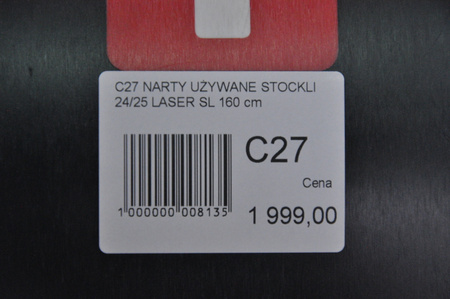 C27 NARTY UŻYWANE STOCKLI
24/25 LASER SL 160 cm
C27
Cena
1 000000 008135
1 999,00